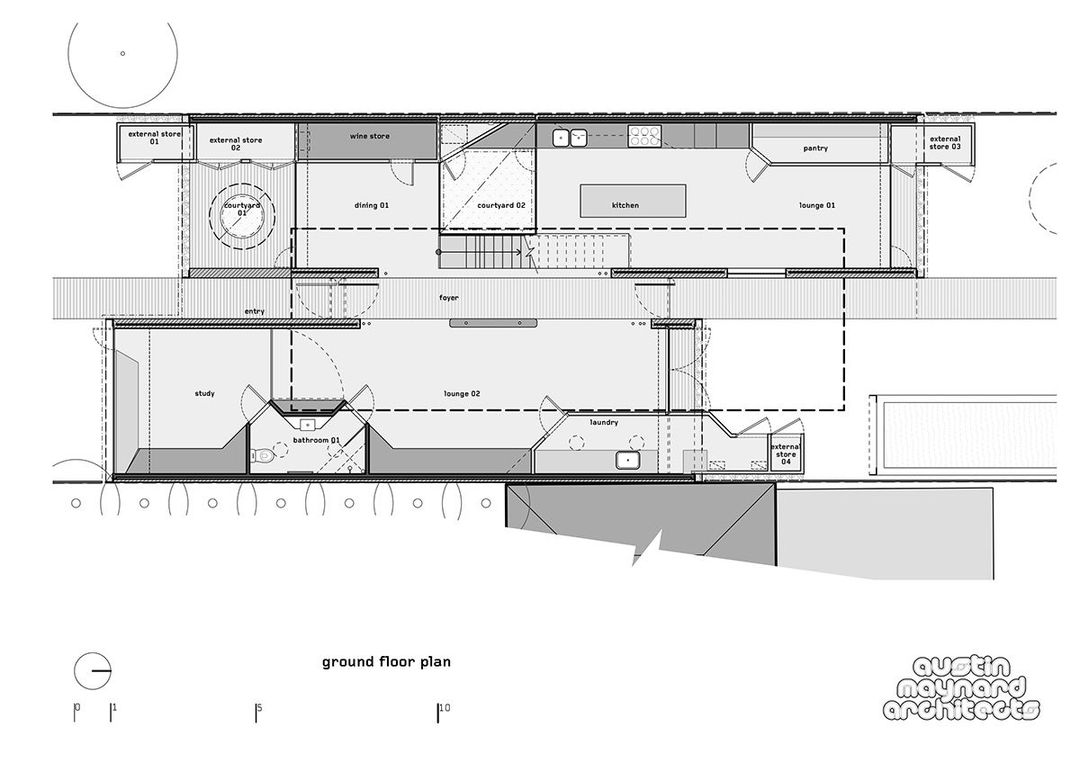 external store
01
external store
02
wine store
pantry
external
store 03
courtyard
01
dining 01
courtyard 02
kitchen
lounge 01
foyer
entry
study
lounge 02
laundry
bathroom 01
external
store
04
ground floor plan
0
1
5
10
austin
maynard
architects